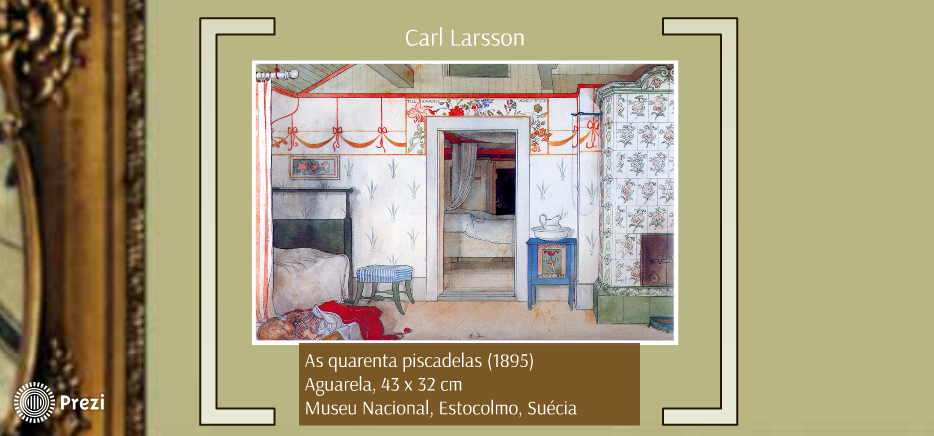 Carl Larsson
As quarenta piscadelas (1895)
Aguarela, 43 x 32 cm
Museu Nacional, Estocolmo, Suécia
Prezi